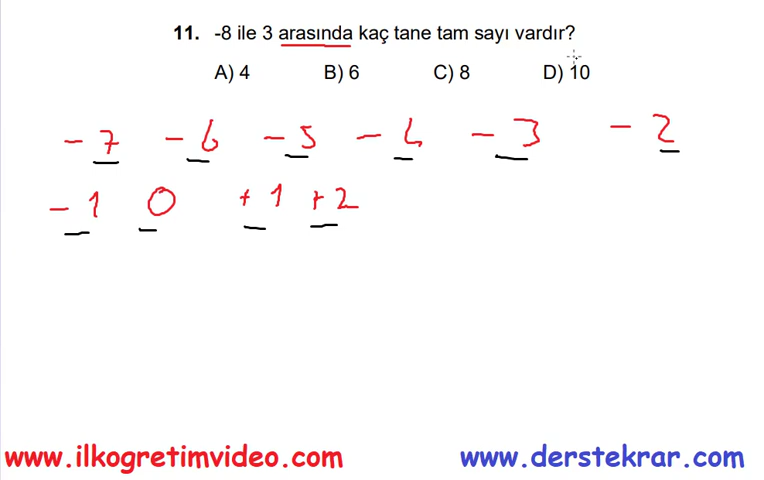 11. -8 ile 3 arasında kaç tane tam sayı vardır?
A) 4 B) 6 C) 8 D) 10
-7 -6 -5 -4 -3 -2
-1 0 +1 +2
www.ilkogretimvideo.com www.derstekrar.com